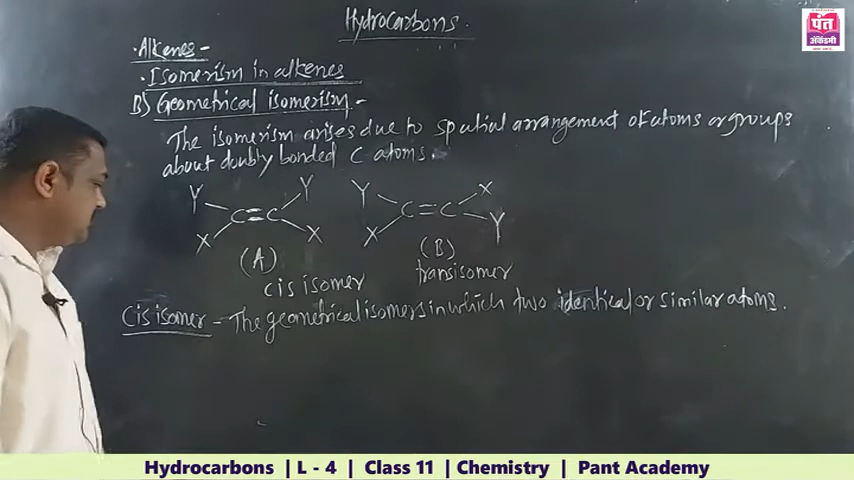 Hydrocarbons.
पंत
अॅकॅडमी
· Alkenes -
· Isomerism in alkenes
B) Geometrical isomerism -
The isomerism arises due to spatial arrangement of atoms or groups
about doubly bonded C atoms.
Y Y Y X
C=C C=C
X X X Y
(A) (B)
cis isomer transisomer
Cis isomer - The geometrical isomers in which two identical or similar atoms.
Hydrocarbons | L - 4 | Class 11 | Chemistry | Pant Academy